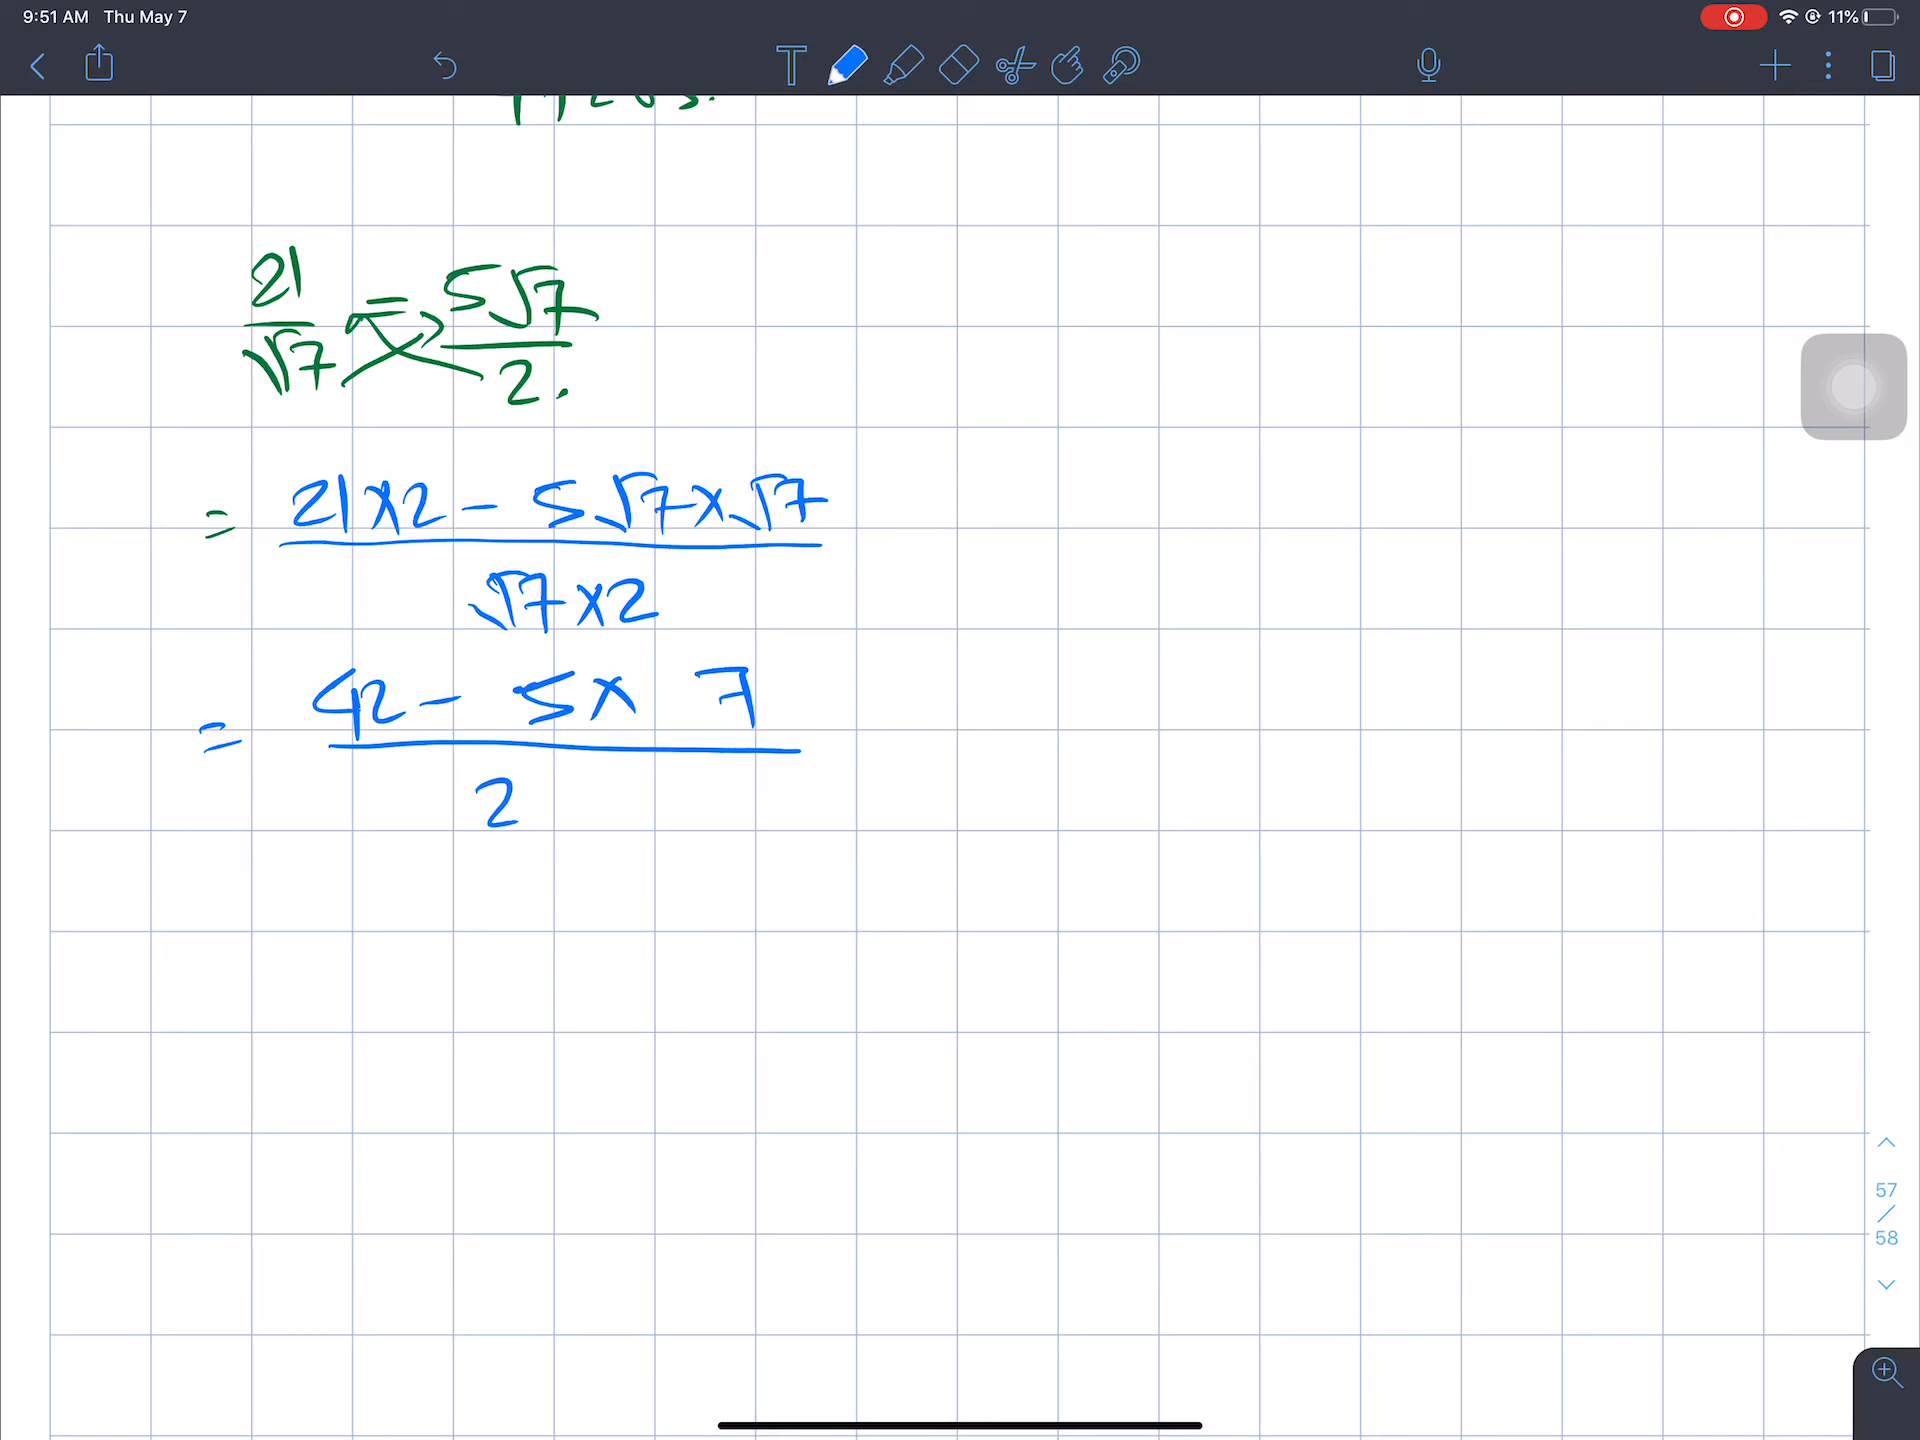 9:51 AM Thu May 7 11%
21/√7 = 5√7/2.
= 21×2 - 5√7×√7
√7×2
= 42 - 5× 7
2
57
/
58